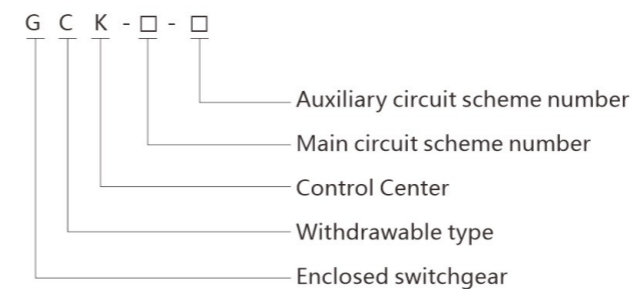 G C K - □ - □
Auxiliary circuit scheme number
Main circuit scheme number
Control Center
Withdrawable type
Enclosed switchgear